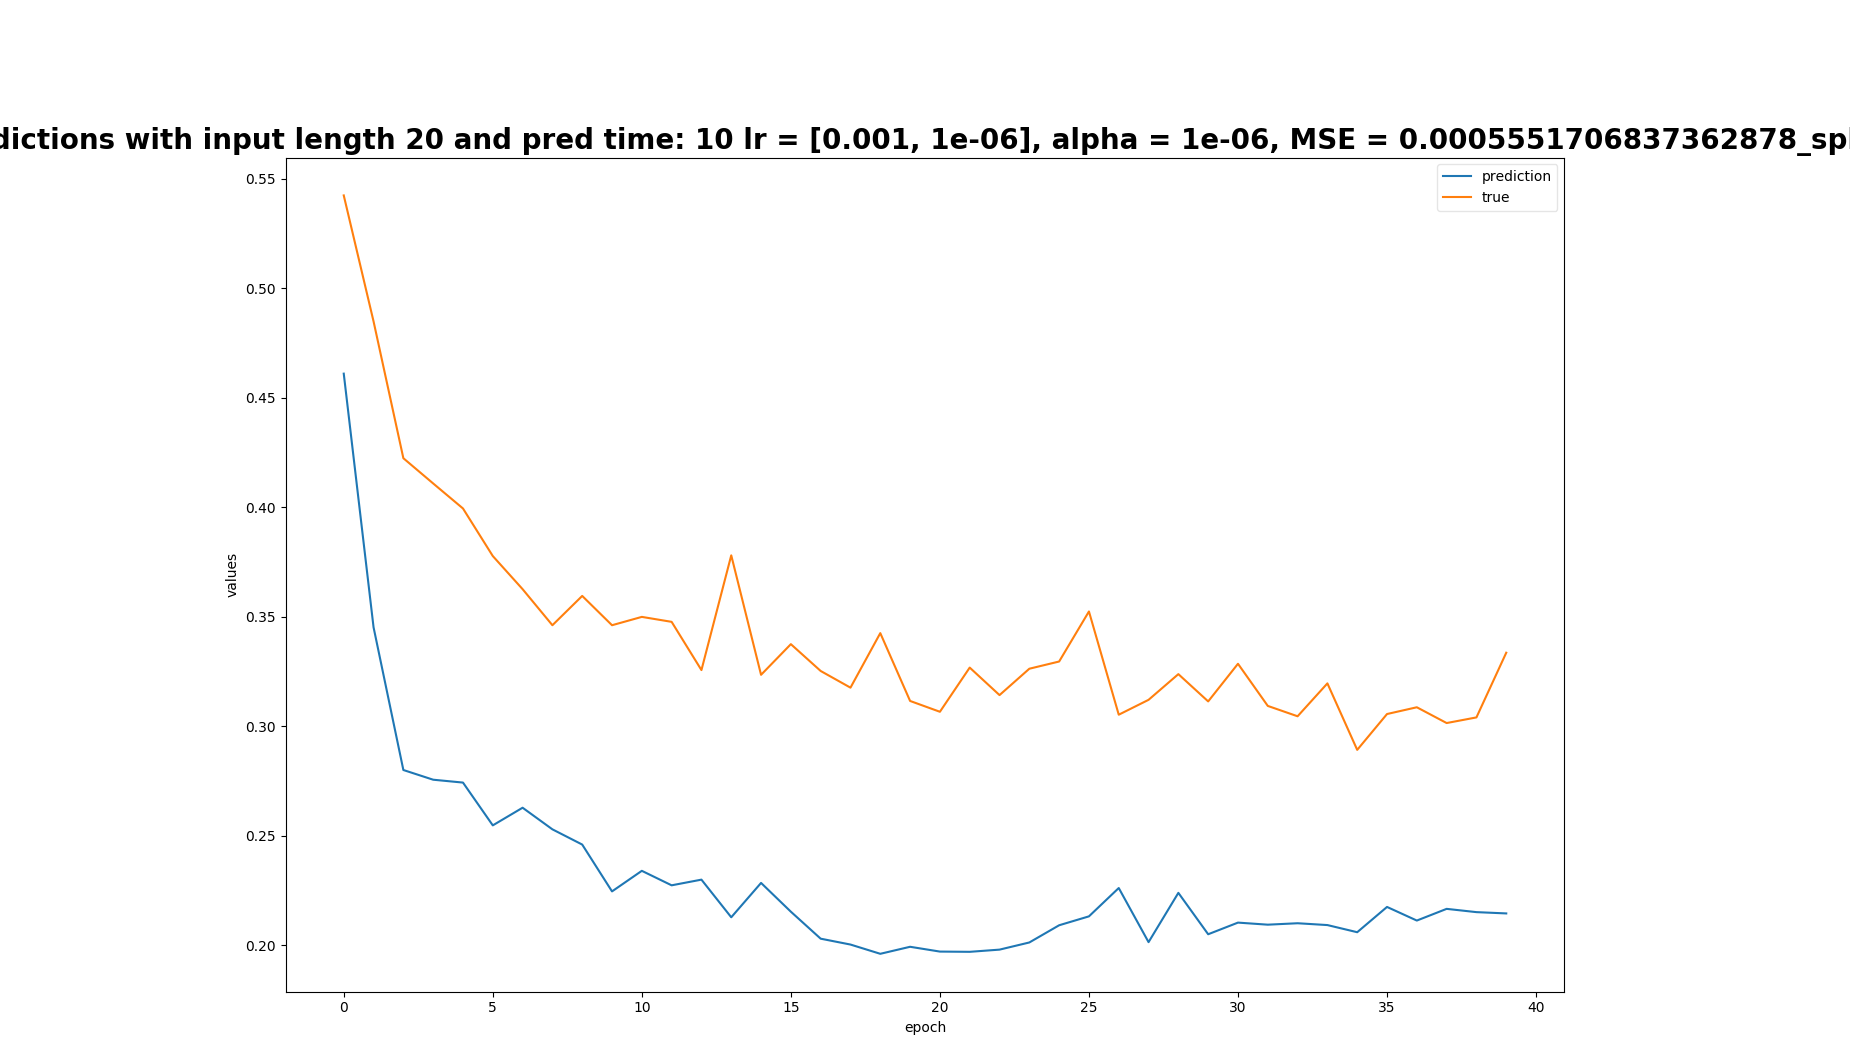 dictions with input length 20 and pred time: 10 lr = [0.001, 1e-06], alpha = 1e-06, MSE = 0.0005551706837362878_spl
prediction
true
0.55
0.50
0.45
0.40
0.35
0.30
0.25
0.20
values
0 5 10 15 20 25 30 35 40
epoch